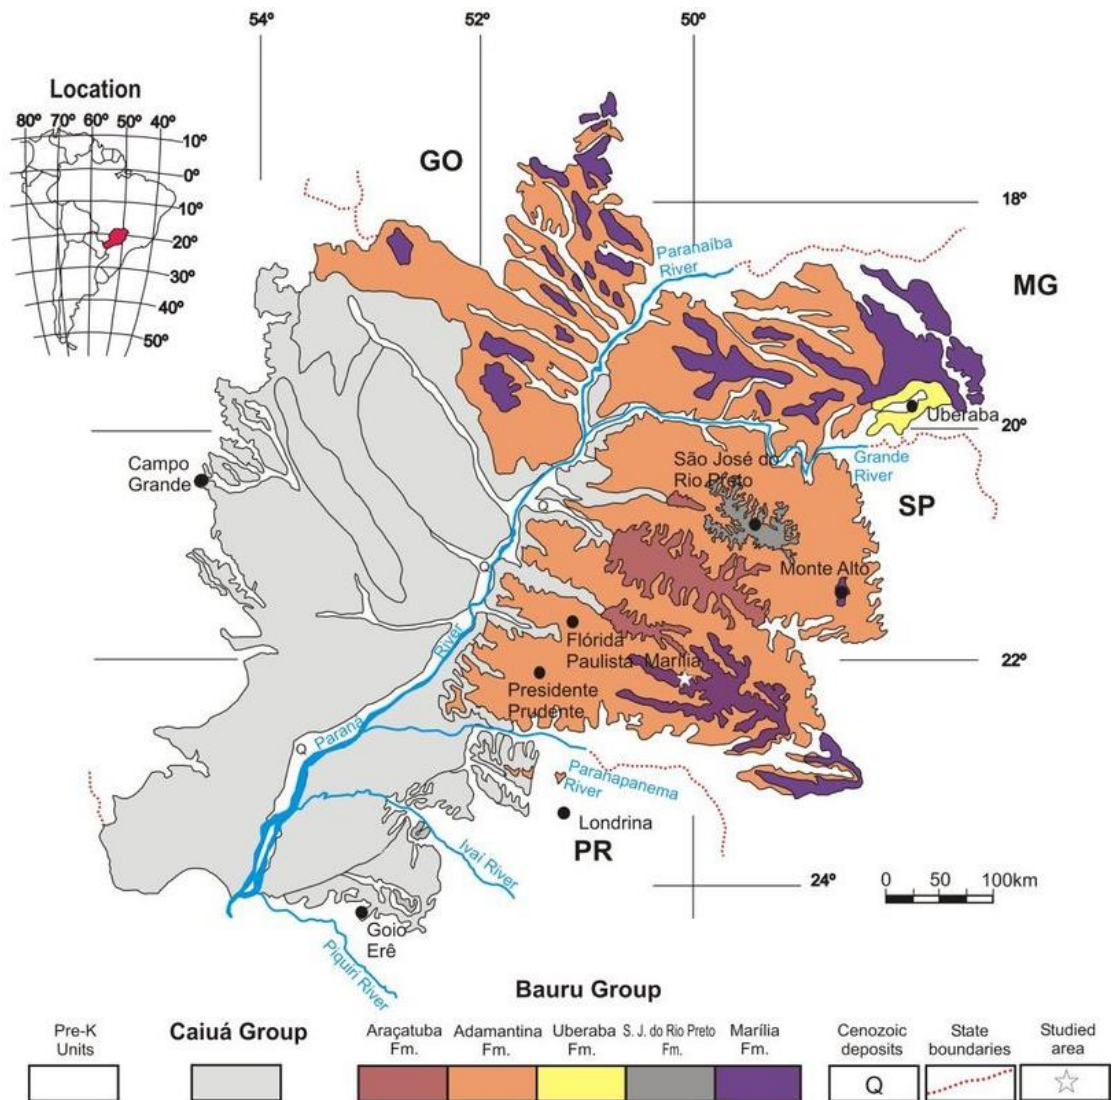 54º
52º
50º
Location
80º 70º 60º 50º 40º
10º
0º
10º
20º
30º
40º
50º
GO
18º
Paranaíba
River
MG
Uberaba
20º
Campo
Grande
São José do
Rio Preto
Grande
River
SP
Q
Monte Alto
Q
Flórida
Paulista
Marília
22º
River
Presidente
Prudente
Paraná
Q
Paranapanema
River
Londrina
PR
Ivaí River
24º
0 50 100km
Goio
Erê
Piquiri River
Bauru Group
Pre-K
Units
Caiuá Group
Araçatuba
Fm.
Adamantina
Fm.
Uberaba
Fm.
S. J. do Rio Preto
Fm.
Marília
Fm.
Cenozoic
deposits
State
boundaries
Studied
area
Q